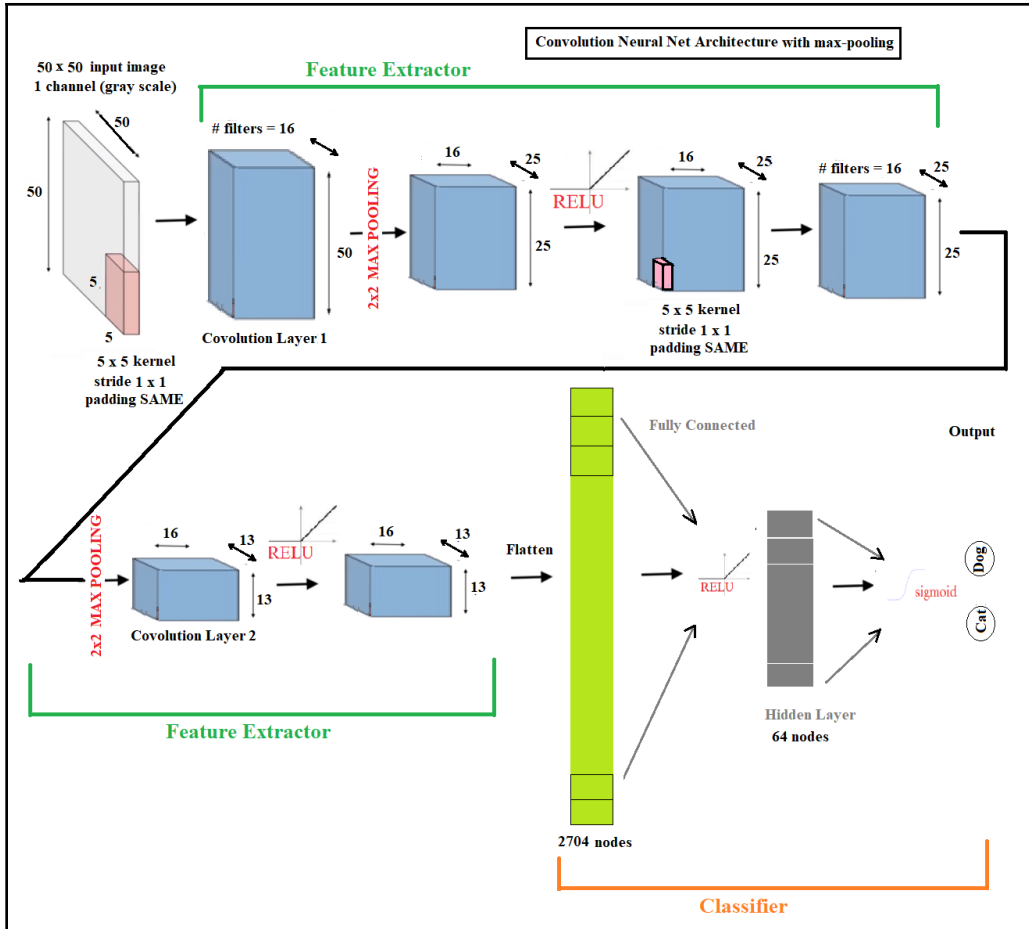 Convolution Neural Net Architecture with max-pooling
50 x 50 input image
1 channel (gray scale)
Feature Extractor
50
50
5
5
5 x 5 kernel
stride 1 x 1
padding SAME
# filters = 16
50
Covolution Layer 1
2x2 MAX POOLING
16
25
25
RELU
16
25
25
5 x 5 kernel
stride 1 x 1
padding SAME
# filters = 16
25
25
2x2 MAX POOLING
16
13
13
Covolution Layer 2
RELU
16
13
13
Feature Extractor
Flatten
2704 nodes
Fully Connected
RELU
Hidden Layer
64 nodes
sigmoid
Output
Dog
Cat
Classifier